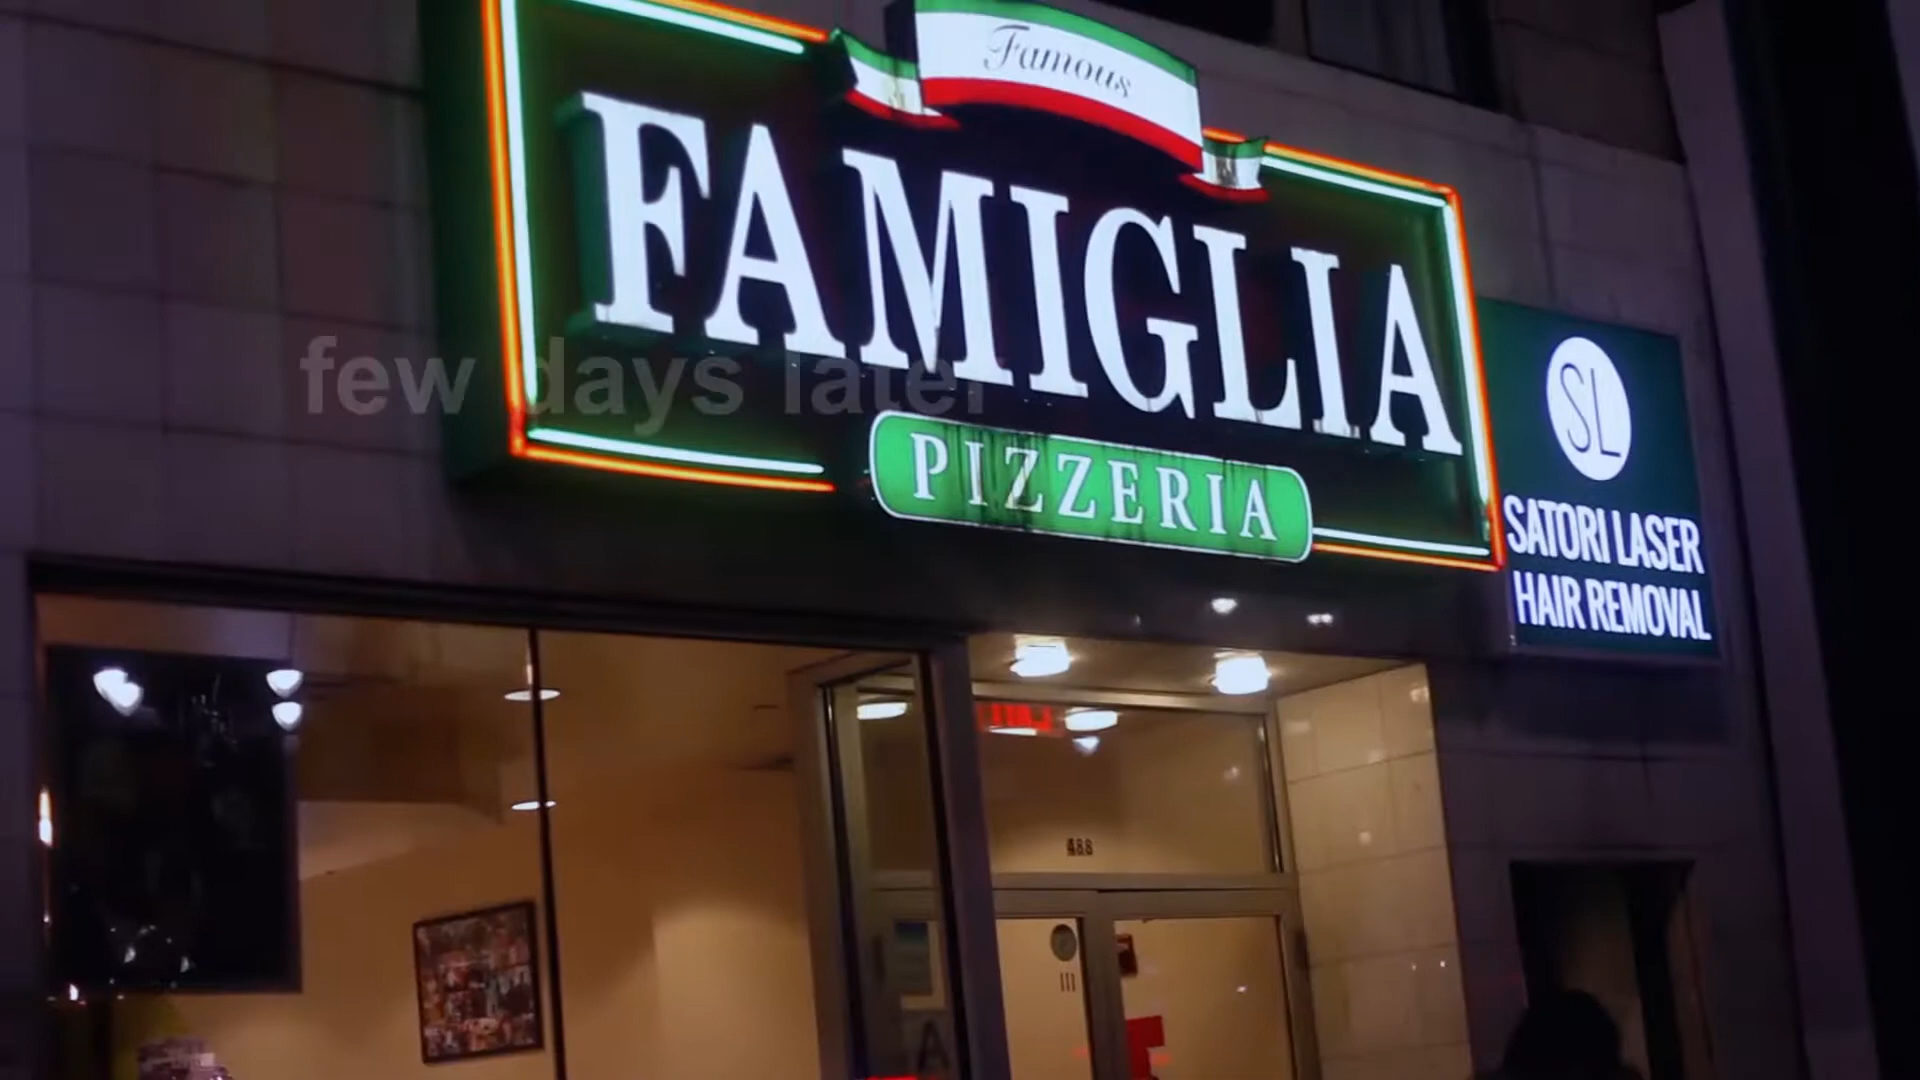 Famous
FAMIGLIA
few days later
PIZZERIA
SL
SATORI LASER
HAIR REMOVAL
488
A